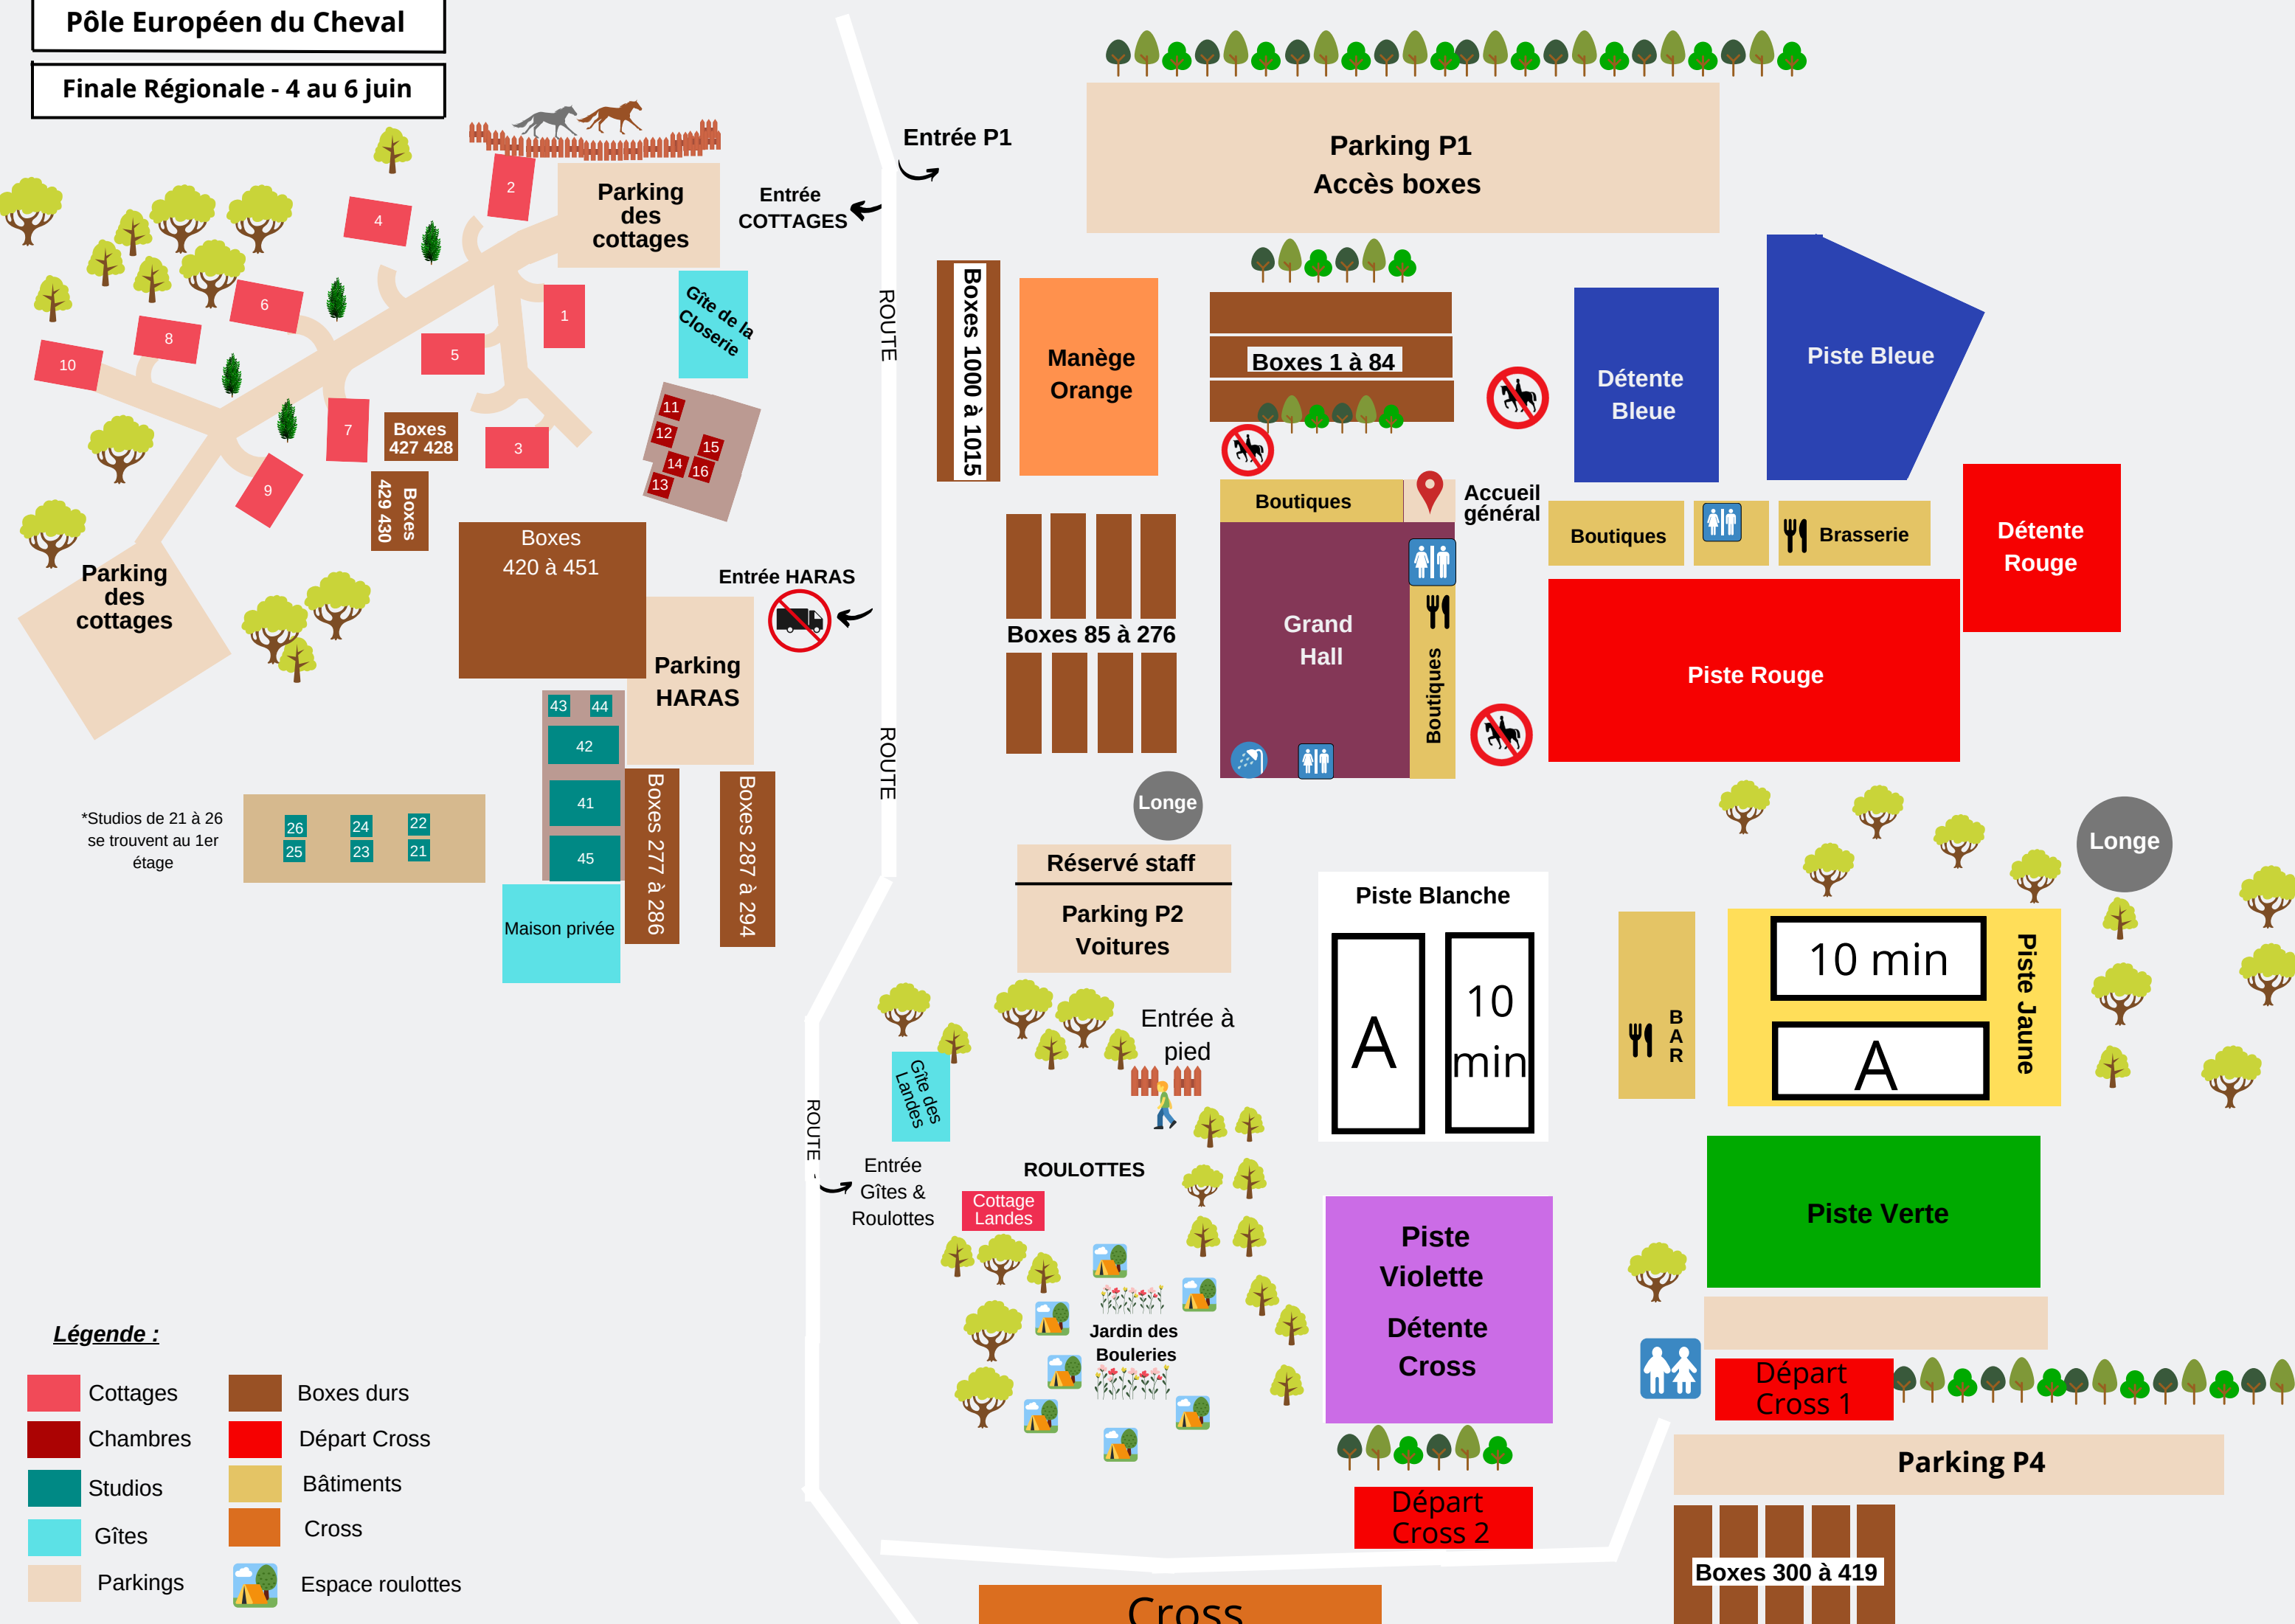 Pôle Européen du Cheval
Finale Régionale - 4 au 6 juin
Entrée P1
Parking P1
Accès boxes
Entrée
COTTAGES
Parking
des
cottages
2
4
6
8
10
1
5
7
3
9
Gîte de la
Closerie
Boxes
427 428
Boxes
429 430
11
12
15
14
16
13
ROUTE
Boxes 1000 à 1015
Manège
Orange
Boxes 1 à 84
Détente
Bleue
Piste Bleue
Boutiques
Accueil
général
Boutiques
Brasserie
Détente
Rouge
Boxes
420 à 451
Entrée HARAS
Parking
des
cottages
Parking
HARAS
Boxes 85 à 276
Grand
Hall
Boutiques
Piste Rouge
43
44
42
41
45
ROUTE
Boxes 277 à 286
Boxes 287 à 294
*Studios de 21 à 26
se trouvent au 1er
étage
26
24
22
25
23
21
Maison privée
Longe
Longe
Réservé staff
Parking P2
Voitures
Piste Blanche
A
10
min
BAR
10 min
A
Piste Jaune
Entrée à
pied
Gîte des
Landes
ROUTE
Entrée
Gîtes &
Roulottes
ROULOTTES
Cottage
Landes
Jardin des
Bouleries
Piste
Violette
Détente
Cross
Piste Verte
Départ
Cross 1
Parking P4
Départ
Cross 2
Boxes 300 à 419
Cross
Légende :
Cottages
Boxes durs
Chambres
Départ Cross
Studios
Bâtiments
Gîtes
Cross
Parkings
Espace roulottes